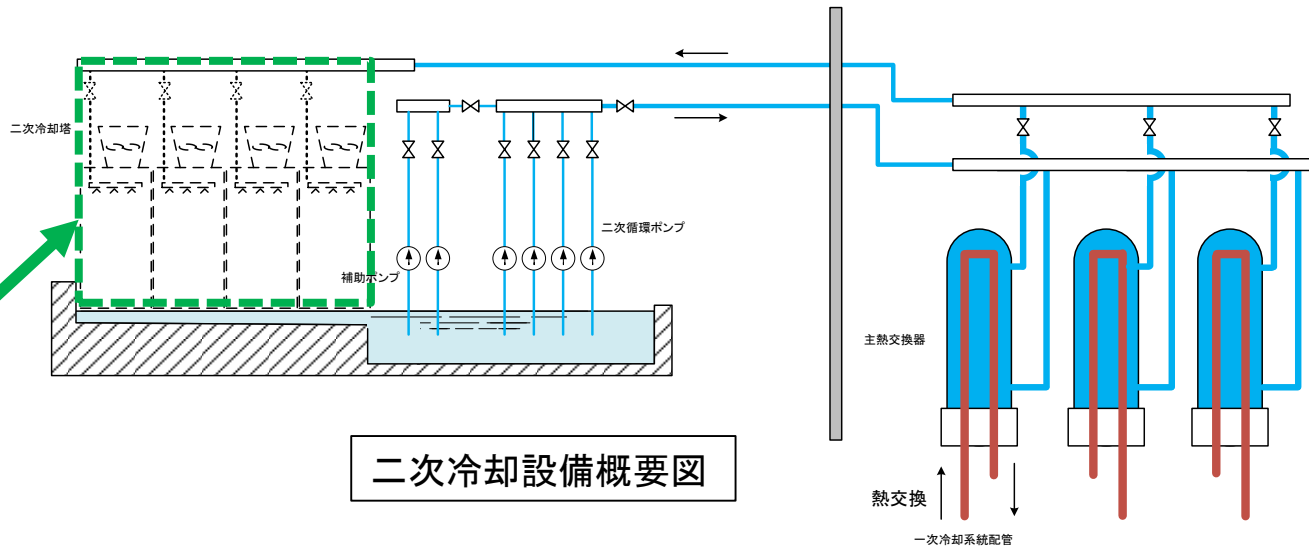 二次冷却塔
二次循環ポンプ
補助ポンプ
主熱交換器
二次冷却設備概要図
熱交換
一次冷却系統配管